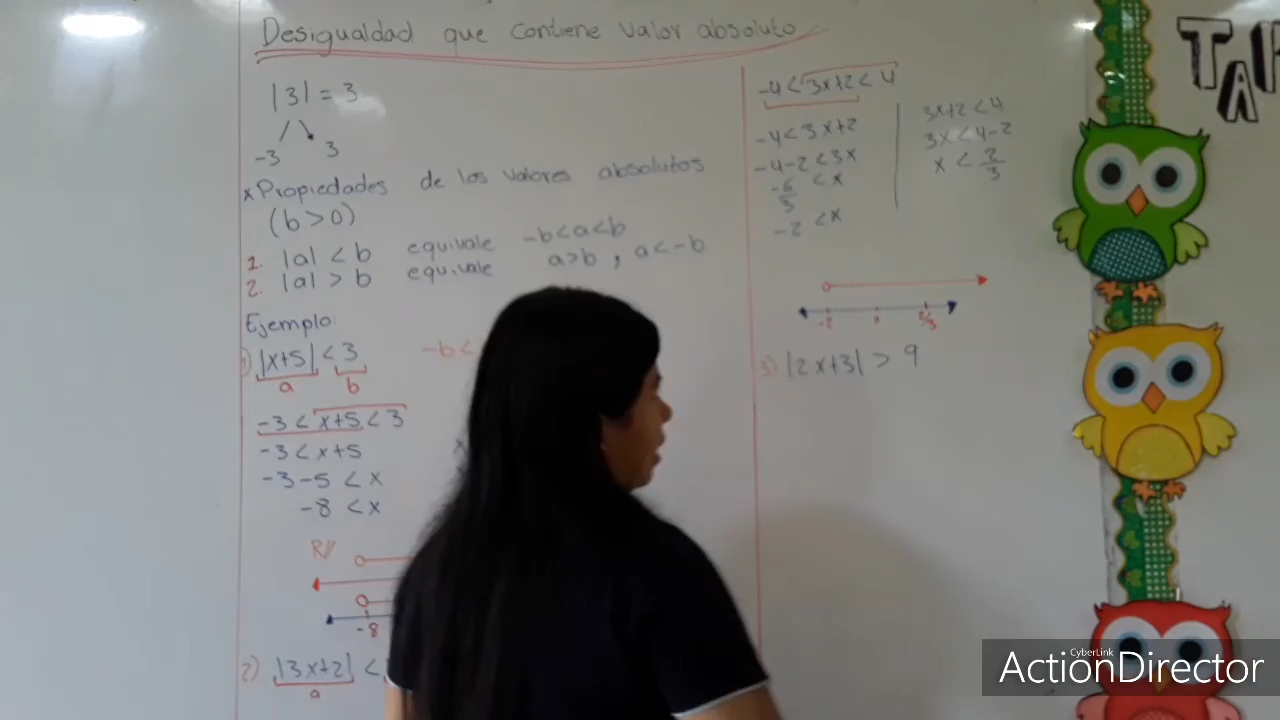 Desigualdad que contiene valor absoluto
|3| = 3
-3 3
x Propiedades de los valores absolutos
(b > 0)
1. |a| < b equivale -b < a < b
2. |a| > b equivale a > b , a < -b
Ejemplo:
1) |x+5| < 3 -b <
a b
-3 < x+5 < 3
-3 < x+5 x
-3-5 < x
-8 < x
R//
-8
2) |3x+2| <
a
-4 < 3x+2 < 4
-4 < 3x+2
-4-2 < 3x
-6/3 < x
-2 < x
3x+2 < 4
3x < 4-2
x < 2/3
-2 2/3
3) |2x+3| > 9
CyberLink
ActionDirector